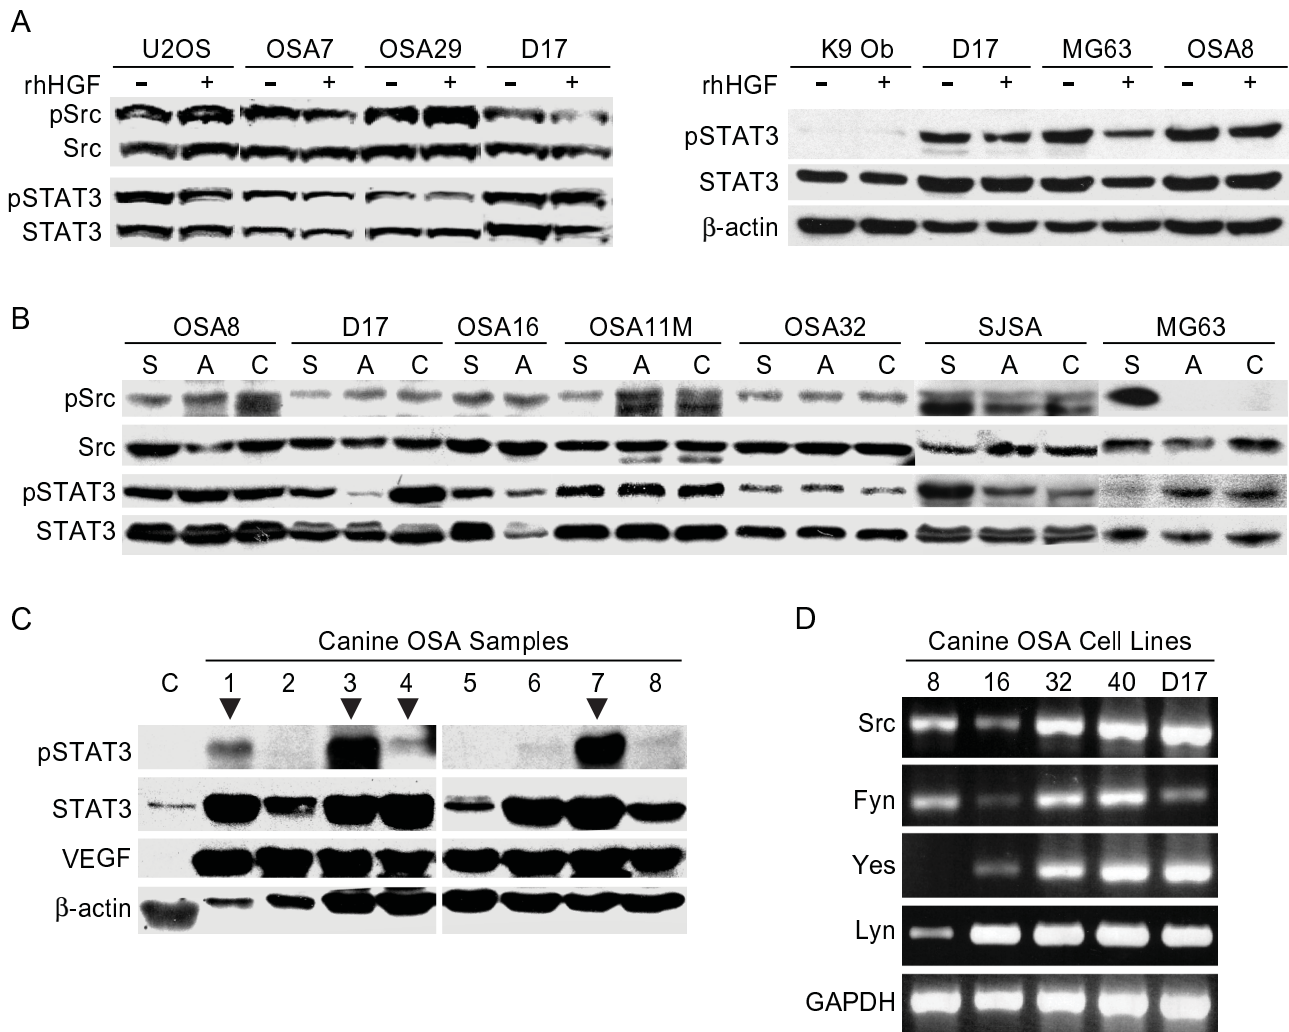 A
U2OS OSA7 OSA29 D17
rhHGF - + - + - + - +
pSrc
Src
pSTAT3
STAT3
K9 Ob D17 MG63 OSA8
rhHGF - + - + - + - +
pSTAT3
STAT3
β-actin
B
OSA8 D17 OSA16 OSA11M OSA32 SJSA MG63
S A C S A C S A S A C S A C S A C S A C
pSrc
Src
pSTAT3
STAT3
C
Canine OSA Samples
C 1 2 3 4 5 6 7 8
pSTAT3
STAT3
VEGF
β-actin
D
Canine OSA Cell Lines
8 16 32 40 D17
Src
Fyn
Yes
Lyn
GAPDH